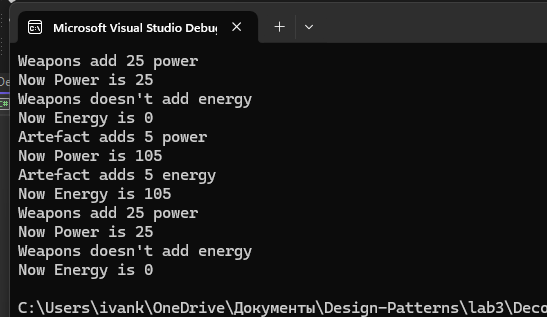 Microsoft Visual Studio Debug
Weapons add 25 power
Now Power is 25
Weapons doesn't add energy
Now Energy is 0
Artefact adds 5 power
Now Power is 105
Artefact adds 5 energy
Now Energy is 105
Weapons add 25 power
Now Power is 25
Weapons doesn't add energy
Now Energy is 0
C:\Users\ivank\OneDrive\Документы\Design-Patterns\lab3\Deco